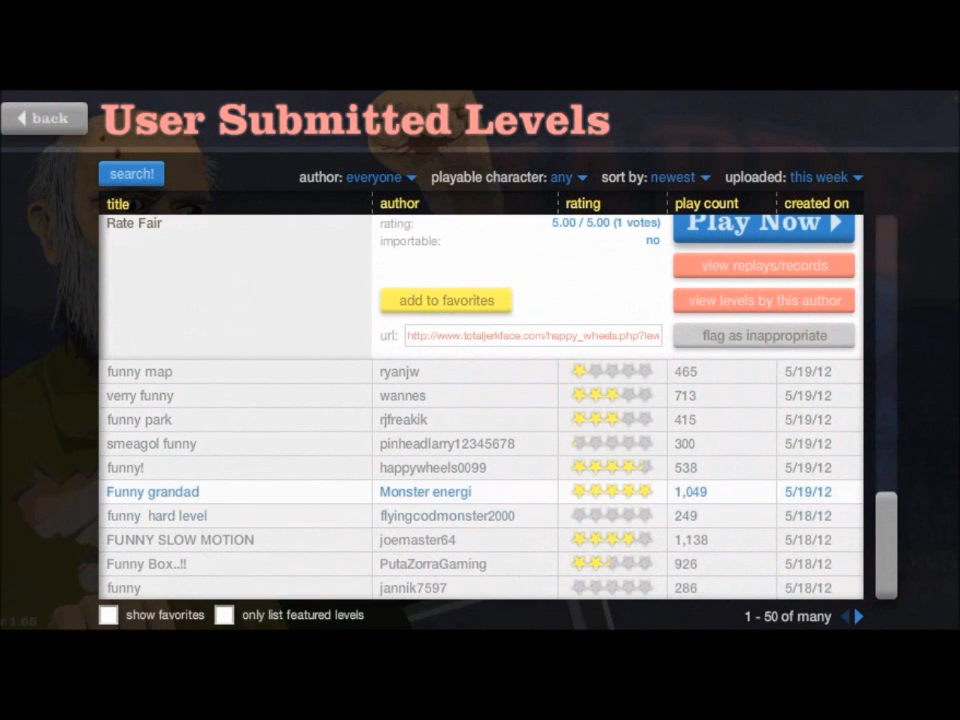 back
User Submitted Levels
search!
author: everyone playable character: any sort by: newest uploaded: this week
title author rating play count created on
Rate Fair rating: 5.00 / 5.00 (1 votes) Play Now
importable: no
view replays/records
add to favorites view levels by this author
url: http://www.totaljerkface.com/happy_wheels.php?lev flag as inappropriate
funny map ryanjw 465 5/19/12
verry funny wannes 713 5/19/12
funny park rjfreakik 415 5/19/12
smeagol funny pinheadlarry12345678 300 5/19/12
funny! happywheels0099 538 5/19/12
Funny grandad Monster energi 1,049 5/19/12
funny hard level flyingcodmonster2000 249 5/18/12
FUNNY SLOW MOTION joemaster64 1,138 5/18/12
Funny Box..!! PutaZorraGaming 926 5/18/12
funny jannik7597 286 5/18/12
show favorites only list featured levels 1 - 50 of many